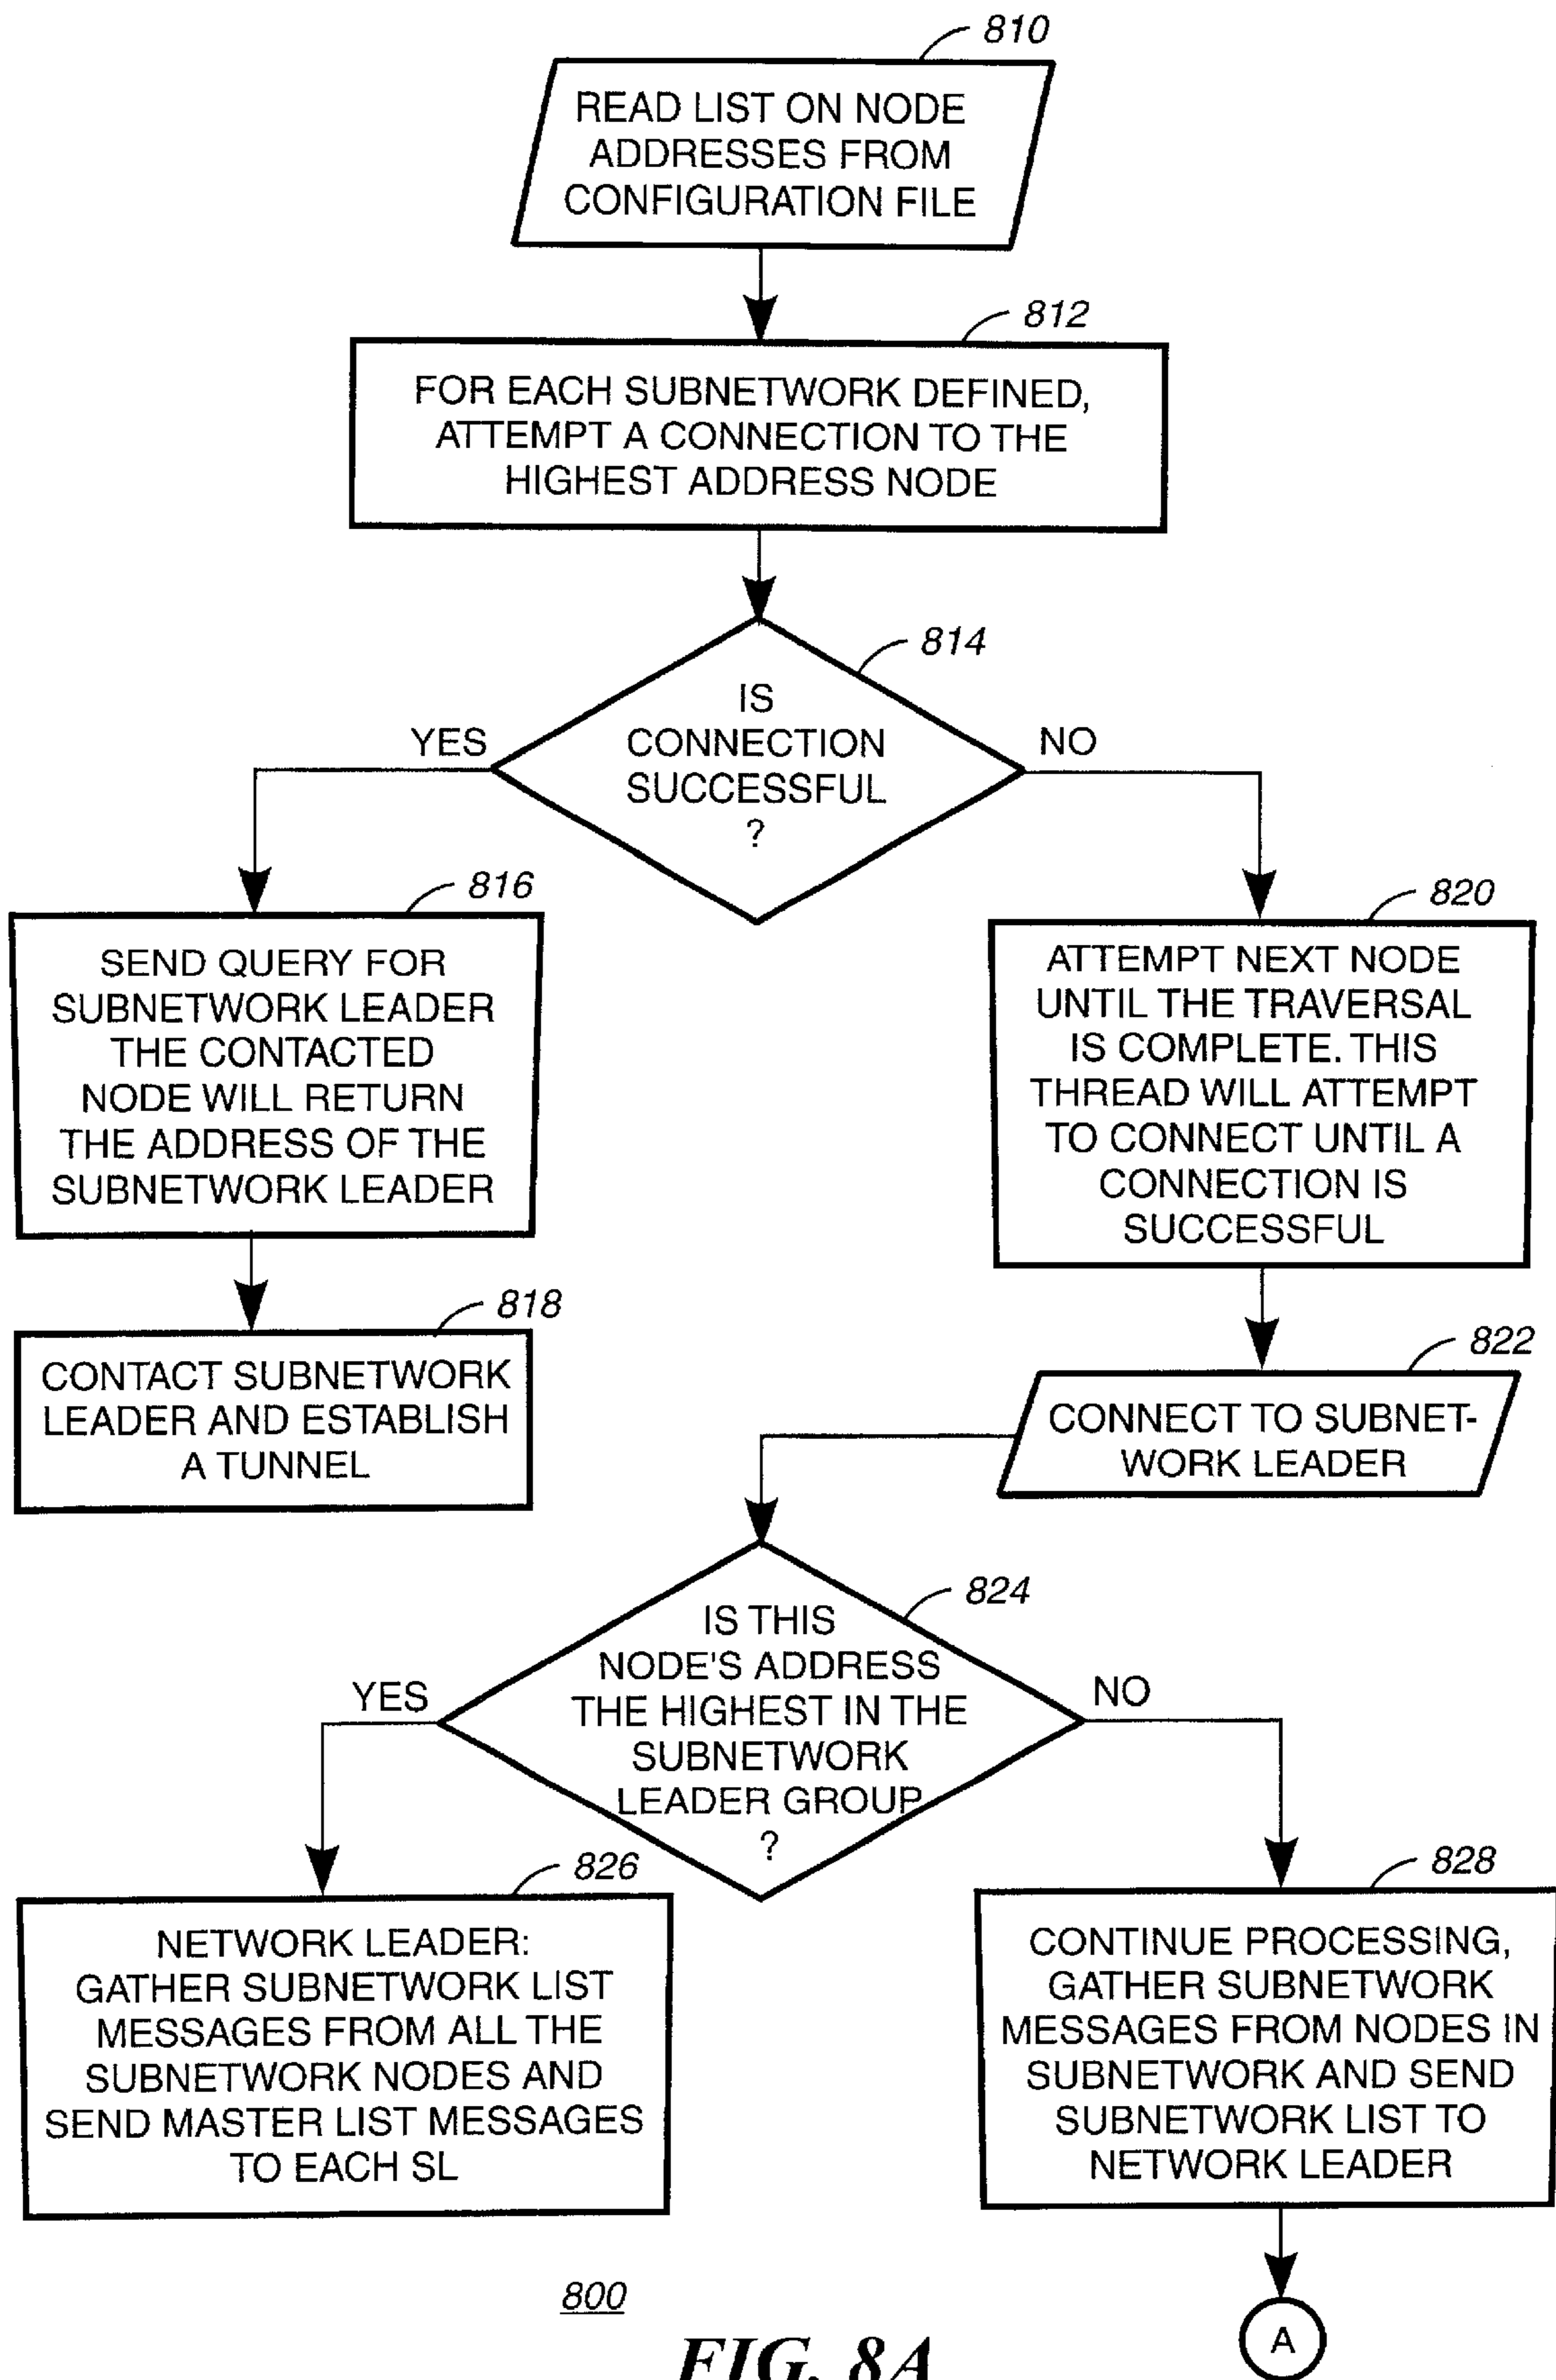 810
READ LIST ON NODE
ADDRESSES FROM
CONFIGURATION FILE
812
FOR EACH SUBNETWORK DEFINED,
ATTEMPT A CONNECTION TO THE
HIGHEST ADDRESS NODE
814
IS
CONNECTION
SUCCESSFUL
?
YES
NO
816
SEND QUERY FOR
SUBNETWORK LEADER
THE CONTACTED
NODE WILL RETURN
THE ADDRESS OF THE
SUBNETWORK LEADER
820
ATTEMPT NEXT NODE
UNTIL THE TRAVERSAL
IS COMPLETE. THIS
THREAD WILL ATTEMPT
TO CONNECT UNTIL A
CONNECTION IS
SUCCESSFUL
818
CONTACT SUBNETWORK
LEADER AND ESTABLISH
A TUNNEL
822
CONNECT TO SUBNET-
WORK LEADER
824
IS THIS
NODE'S ADDRESS
THE HIGHEST IN THE
SUBNETWORK
LEADER GROUP
?
YES
NO
826
NETWORK LEADER:
GATHER SUBNETWORK LIST
MESSAGES FROM ALL THE
SUBNETWORK NODES AND
SEND MASTER LIST MESSAGES
TO EACH SL
828
CONTINUE PROCESSING,
GATHER SUBNETWORK
MESSAGES FROM NODES IN
SUBNETWORK AND SEND
SUBNETWORK LIST TO
NETWORK LEADER
A
800
FIG. 8A